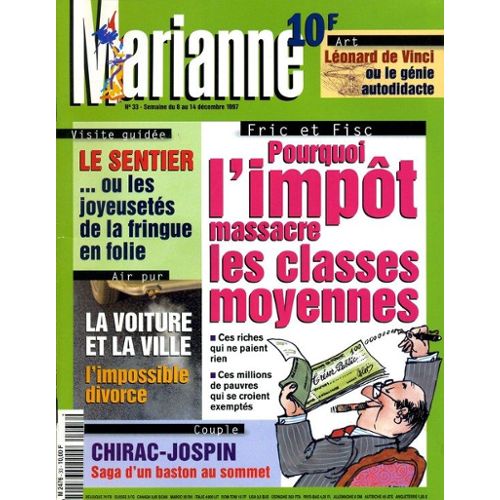 Marianne
10F
N° 33 - Semaine du 8 au 14 décembre 1997
Art
Léonard de Vinci
ou le génie
autodidacte
Visite guidée
LE SENTIER
... ou les
joyeusetés
de la fringue
en folie
Air pur
LA VOITURE
ET LA VILLE
l'impossible
divorce
Fric et Fisc
Pourquoi
l'impôt
massacre
les classes
moyennes
Ces riches
qui ne paient
rien
Ces millions
de pauvres
qui se croient
exemptés
Trésor Public
Couple
CHIRAC-JOSPIN
Saga d'un baston au sommet